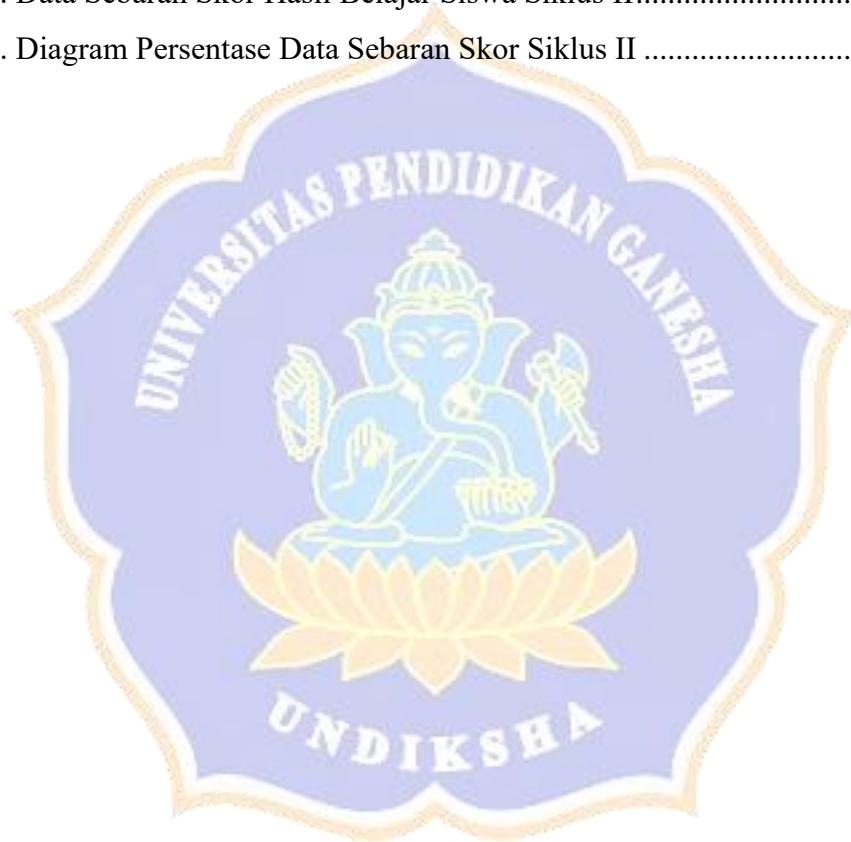 . Data Sebaran Skor Hasil Belajar Siswa Siklus II..........................
. Diagram Persentase Data Sebaran Skor Siklus II ..........................
UNIVERSITAS PENDIDIKAN GANESHA
UNDIKSHA